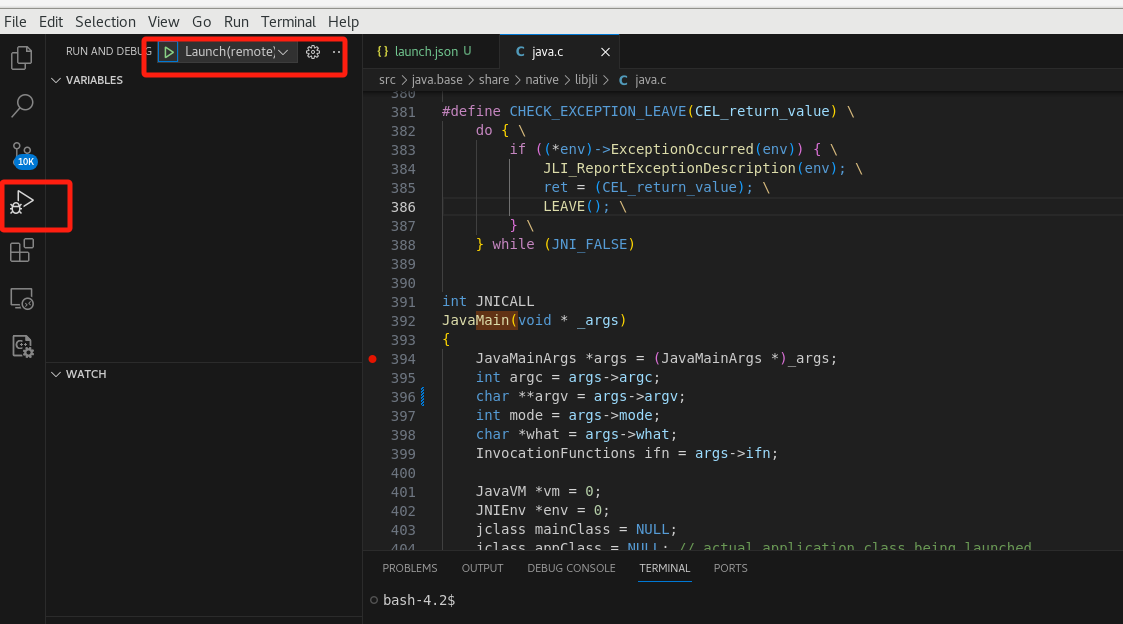 File Edit Selection View Go Run Terminal Help
RUN AND DEBUG Launch(remote)
VARIABLES
10K
WATCH
launch.json U java.c
src > java.base > share > native > libjli > C java.c
380
381 #define CHECK_EXCEPTION_LEAVE(CEL_return_value) \
382 do { \
383 if ((*env)->ExceptionOccurred(env)) { \
384 JLI_ReportExceptionDescription(env); \
385 ret = (CEL_return_value); \
386 LEAVE(); \
387 } \
388 } while (JNI_FALSE)
389
390
391 int JNICALL
392 JavaMain(void * _args)
393 {
394 JavaMainArgs *args = (JavaMainArgs *)_args;
395 int argc = args->argc;
396 char **argv = args->argv;
397 int mode = args->mode;
398 char *what = args->what;
399 InvocationFunctions ifn = args->ifn;
400
401 JavaVM *vm = 0;
402 JNIEnv *env = 0;
403 jclass mainClass = NULL;
404 jclass appClass = NULL; // actual application class being launched
PROBLEMS OUTPUT DEBUG CONSOLE TERMINAL PORTS
bash-4.2$